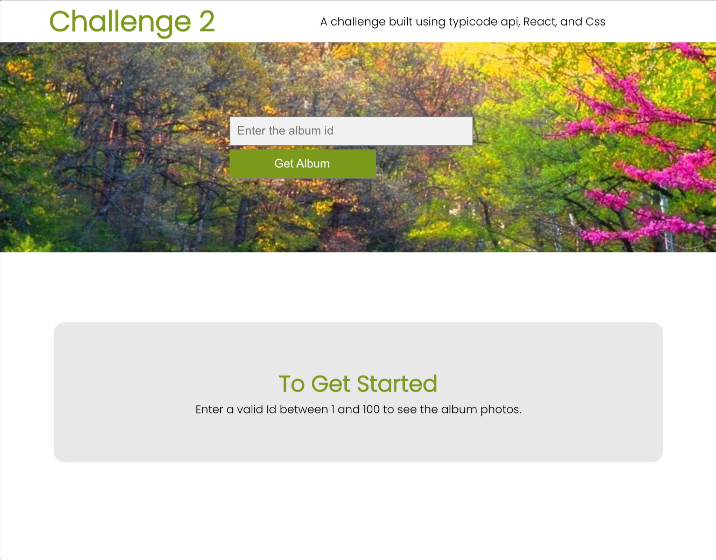 Challenge 2
A challenge built using typicode api, React, and Css
Enter the album id
Get Album
To Get Started
Enter a valid Id between 1 and 100 to see the album photos.